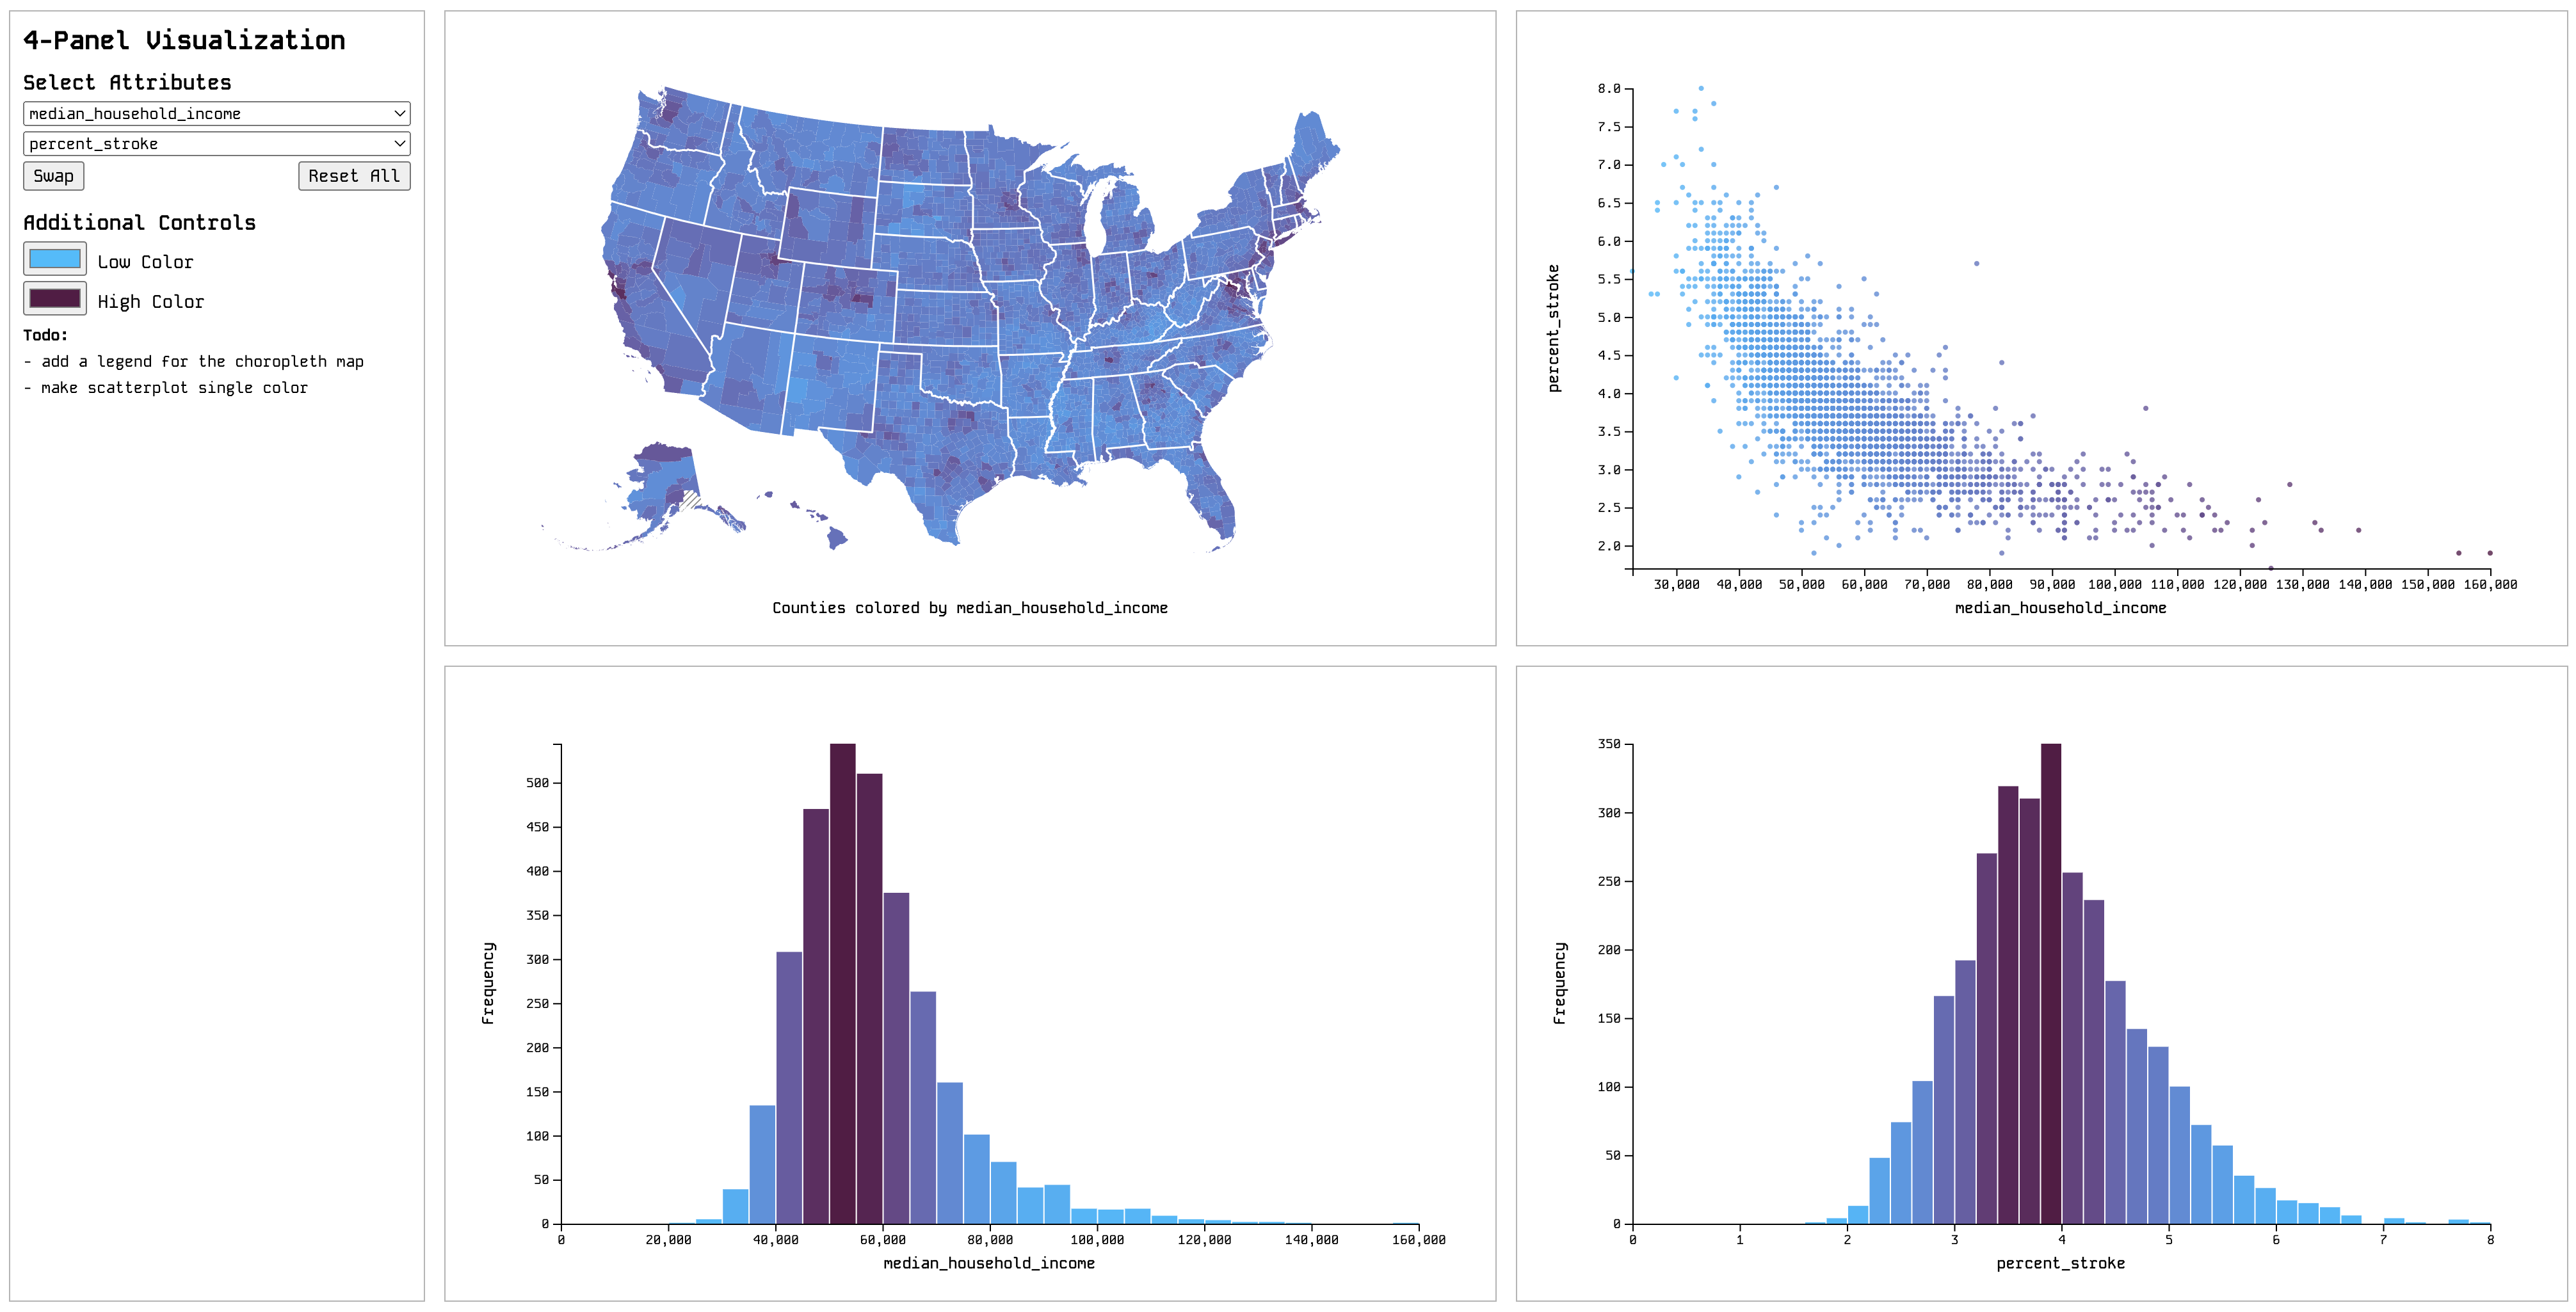 4-Panel Visualization
Select Attributes
median_household_income
percent_stroke
Swap
Reset All
Additional Controls
Low Color
High Color
Todo:
- add a legend for the choropleth map
- make scatterplot single color
Counties colored by median_household_income
8.0
7.5
7.0
6.5
6.0
5.5
5.0
4.5
4.0
3.5
3.0
2.5
2.0
percent_stroke
30,000 40,000 50,000 60,000 70,000 80,000 90,000 100,000 110,000 120,000 130,000 140,000 150,000 160,000
median_household_income
500
450
400
350
300
250
200
150
100
50
0
Frequency
0 20,000 40,000 60,000 80,000 100,000 120,000 140,000 160,000
median_household_income
350
300
250
200
150
100
50
0
Frequency
0 1 2 3 4 5 6 7 8
percent_stroke